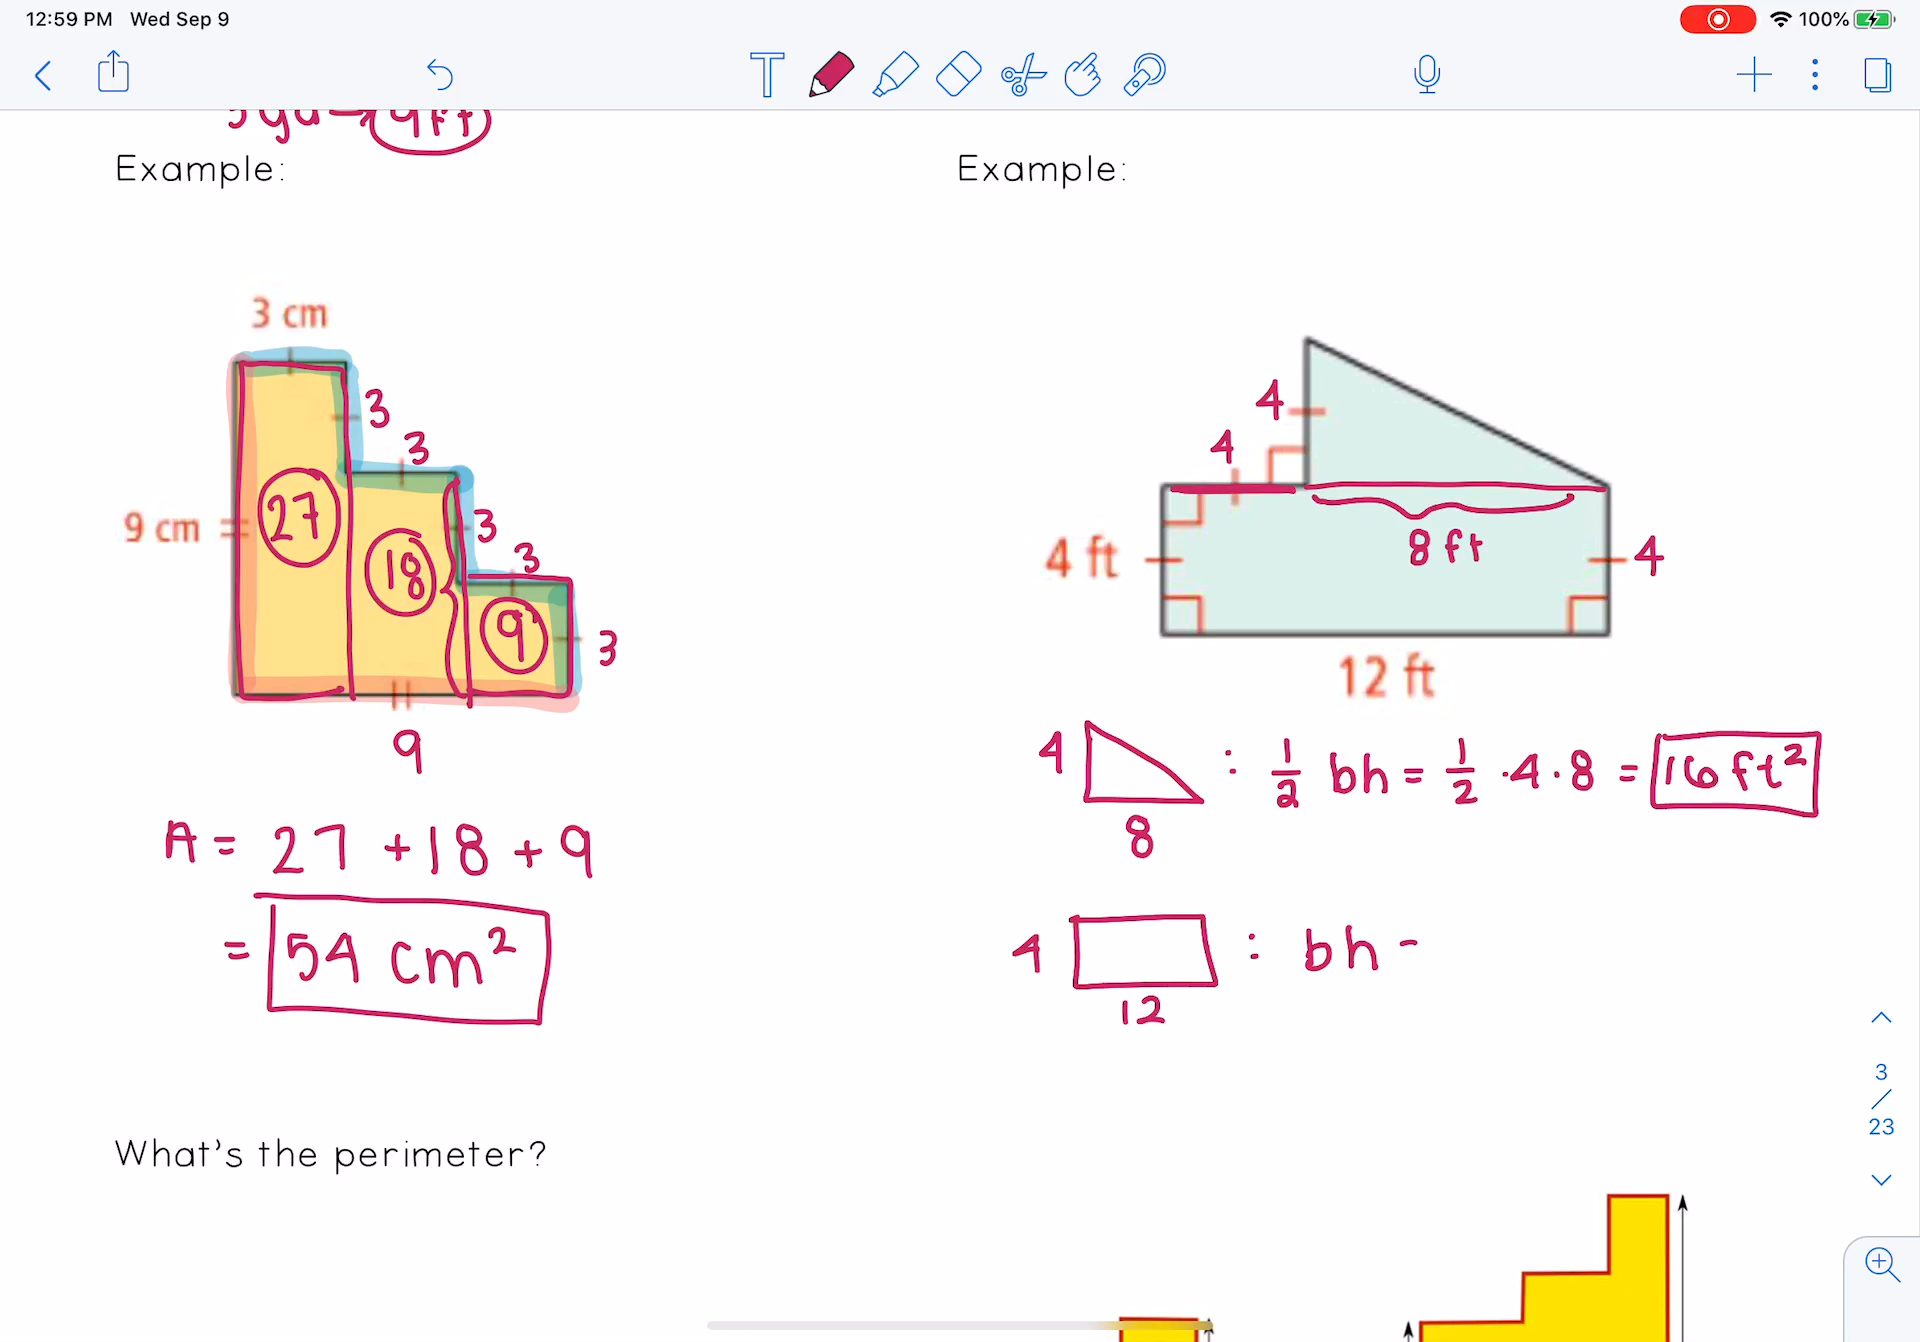 12:59 PM Wed Sep 9
100%
T
3yd → 9ft
Example:
3 cm
3
3
9 cm
27
18
3
3
9
3
9
A = 27 + 18 + 9
= 54 cm²
What's the perimeter?
Example:
4
4
4 ft
8 ft
4
12 ft
4
8
: 1/2 bh = 1/2 · 4 · 8 = 16 ft²
4
12
: bh -
3
/
23